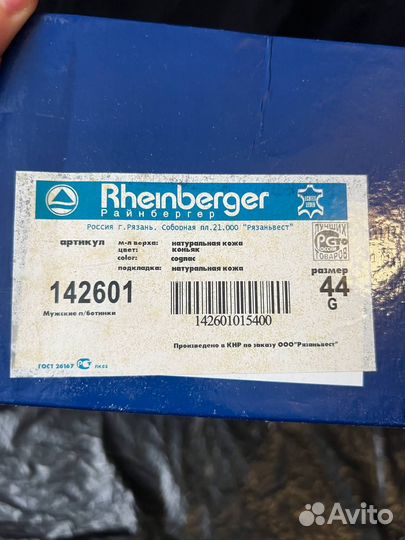 Rheinberger
Райнбергер
Россия г.Рязань. Соборная пл.21.000 "Рязаньвест"
артикул
м-л верха: натуральная кожа
цвет: коньяк
color: cognac
подкладка: натуральная кожа
142601
Мужские п/ботинки
142601015400
ЛУЧШИХ
ТОВАРОВ
размер
44
G
Произведено в КНР по заказу ООО"Рязаньвест"
ГОСТ 26167
Avito